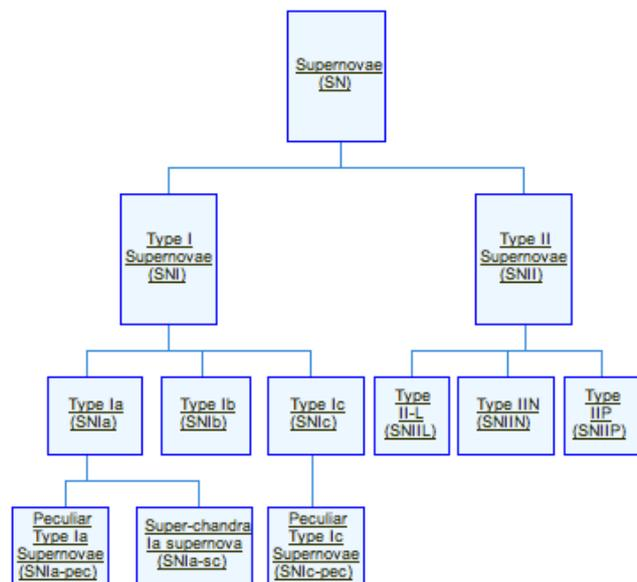 Supernovae
(SN)
Type I
Supernovae
(SNI)
Type II
Supernovae
(SNII)
Type Ia
(SNIa)
Type Ib
(SNIb)
Type Ic
(SNIc)
Type
II-L
(SNIIL)
Type IIN
(SNIIN)
Type
IIP
(SNIIP)
Peculiar
Type Ia
Supernovae
(SNIa-pec)
Super-chandra
Ia supernova
(SNIa-sc)
Peculiar
Type Ic
Supernovae
(SNIc-pec)